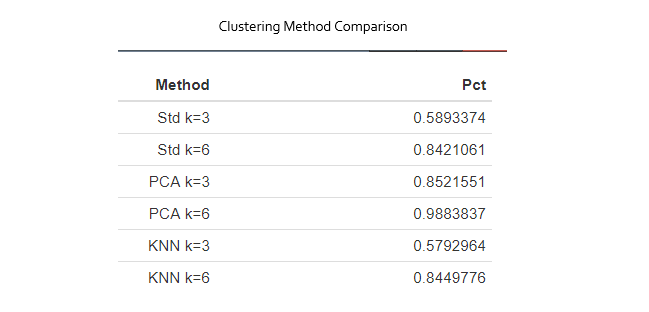 Clustering Method Comparison
Method Pct
Std k=3 0.5893374
Std k=6 0.8421061
PCA k=3 0.8521551
PCA k=6 0.9883837
KNN k=3 0.5792964
KNN k=6 0.8449776